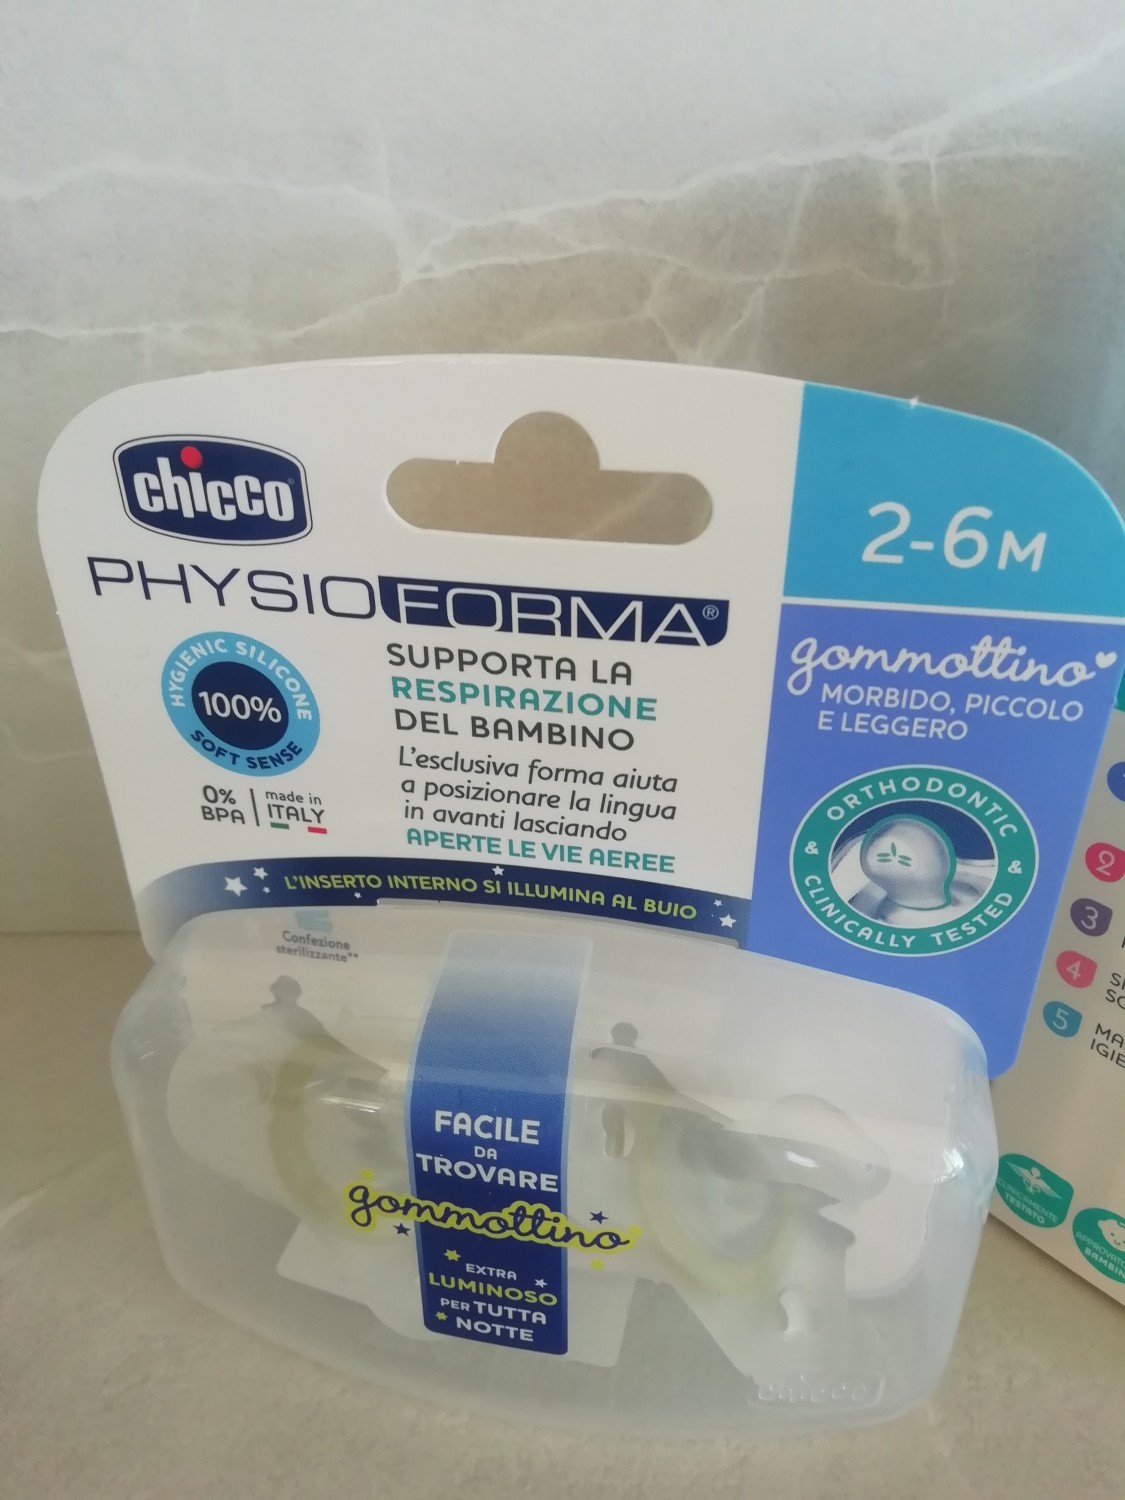 chicco
2-6M
PHYSIOFORMA®
gommottino
MORBIDO, PICCOLO
E LEGGERO
HYGIENIC SILICONE
100%
SOFT SENSE
SUPPORTA LA
RESPIRAZIONE
DEL BAMBINO
L'esclusiva forma aiuta
a posizionare la lingua
in avanti lasciando
APERTE LE VIE AEREE
0%
BPA
made in
ITALY
ORTHODONTIC
& CLINICALLY TESTED &
L'INSERTO INTERNO SI ILLUMINA AL BUIO
Confezione
sterilizzante**
FACILE
DA
TROVARE
gommottino
EXTRA
LUMINOSO
PER TUTTA
NOTTE
chicco
2
3
4
5
CLINICAMENTE
TESTATO